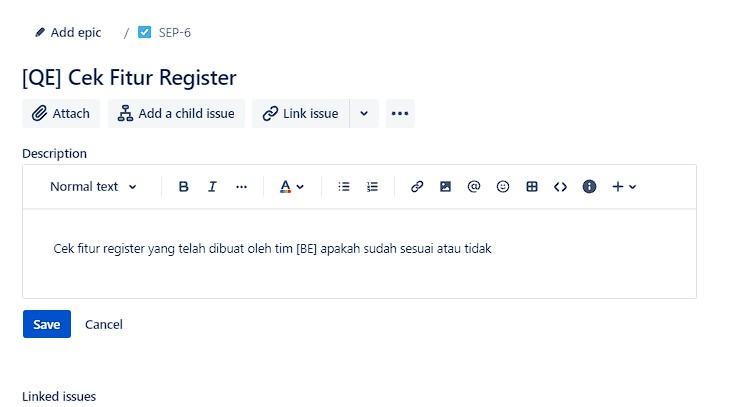 Add epic / SEP-6
[QE] Cek Fitur Register
Attach Add a child issue Link issue
Description
Normal text B I ... A @ <> +
Cek fitur register yang telah dibuat oleh tim [BE] apakah sudah sesuai atau tidak
Save Cancel
Linked issues